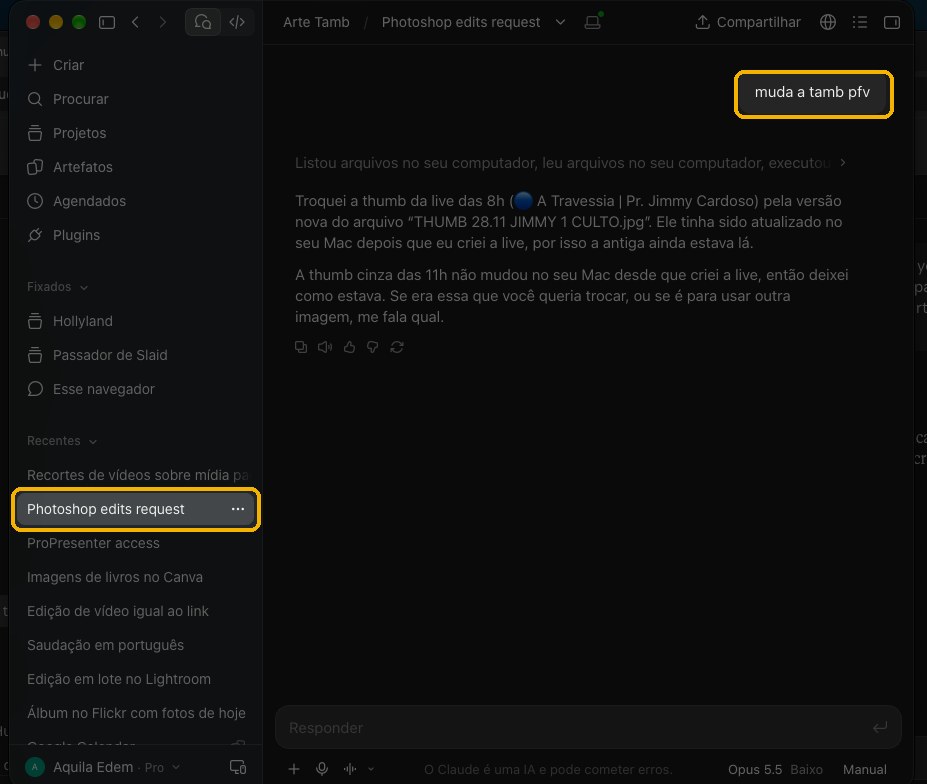 Arte Tamb / Photoshop edits request
Compartilhar
Criar
Procurar
Projetos
Artefatos
Agendados
Plugins
Fixados
Hollyland
Passador de Slaid
Esse navegador
Recentes
Recortes de vídeos sobre mídia pa
Photoshop edits request
ProPresenter access
Imagens de livros no Canva
Edição de vídeo igual ao link
Saudação em português
Edição em lote no Lightroom
Álbum no Flickr com fotos de hoje
Google Calendar
A Aquila Edem · Pro
muda a tamb pfv
Listou arquivos no seu computador, leu arquivos no seu computador, executou
Troquei a thumb da live das 8h (🔵 A Travessia | Pr. Jimmy Cardoso) pela versão
nova do arquivo “THUMB 28.11 JIMMY 1 CULTO.jpg”. Ele tinha sido atualizado no
seu Mac depois que eu criei a live, por isso a antiga ainda estava lá.
A thumb cinza das 11h não mudou no seu Mac desde que criei a live, então deixei
como estava. Se era essa que você queria trocar, ou se é para usar outra
imagem, me fala qual.
Responder
O Claude é uma IA e pode cometer erros.
Opus 5.5 Baixo
Manual